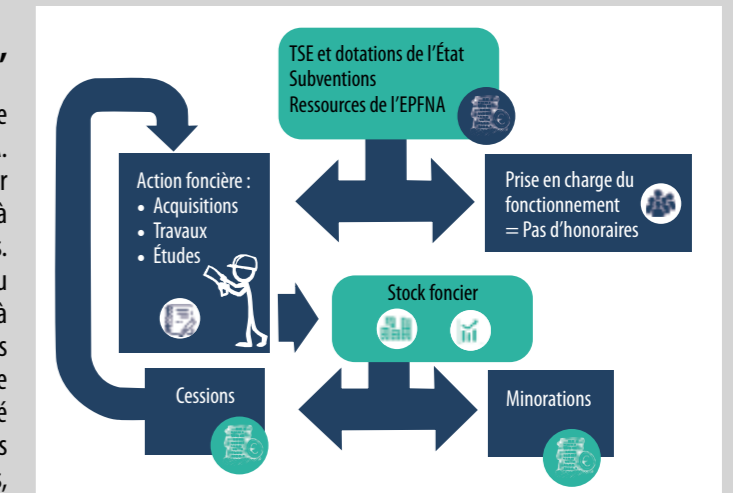 ,
e
.
r
à
s.
u
à
s
e
é
s
s,
TSE et dotations de l’État
Subventions
Ressources de l’EPFNA
Action foncière :
• Acquisitions
• Travaux
• Études
Prise en charge du
fonctionnement
= Pas d’honoraires
Stock foncier
Cessions
Minorations